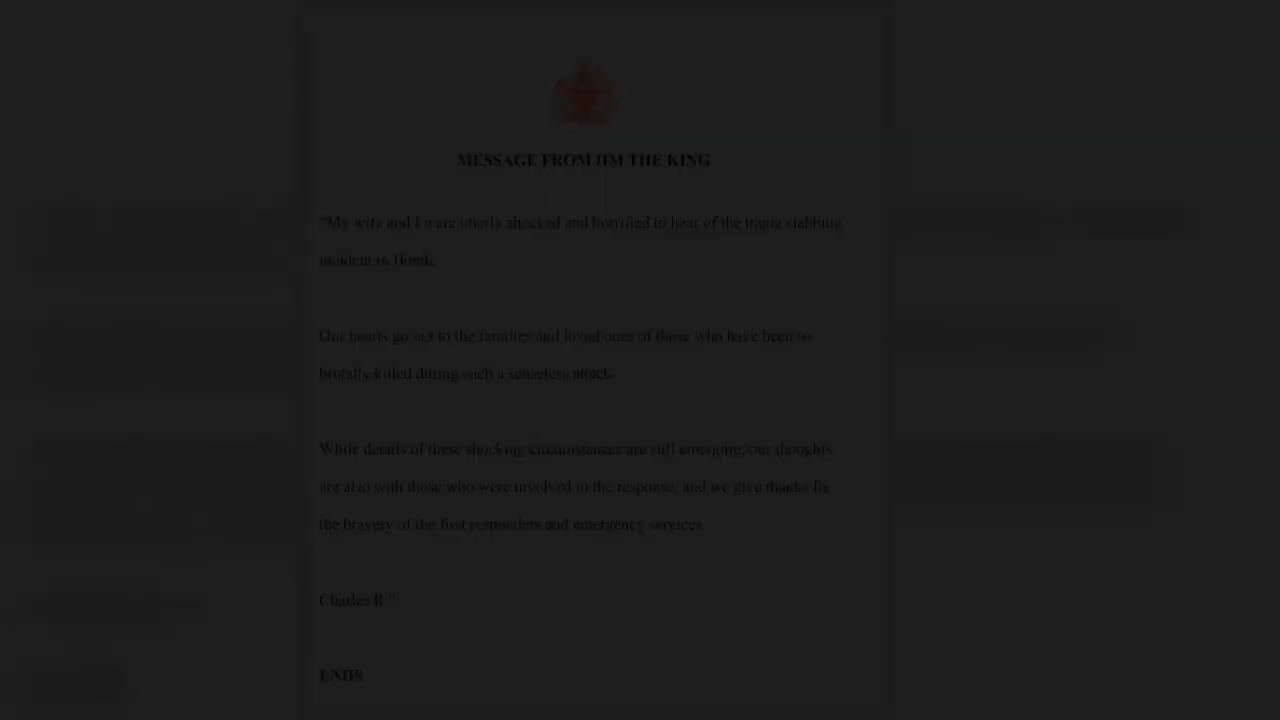 MESSAGE FROM HM THE KING
"My wife and I were utterly shocked and horrified to hear of the tragic stabbing
incident in Bondi.
Our hearts go out to the families and loved ones of those who have been so
brutally killed during such a senseless attack.
While details of these shocking circumstances are still emerging, our thoughts
are also with those who were involved in the response, and we give thanks for
the bravery of the first responders and emergency services.
Charles R."
ENDS